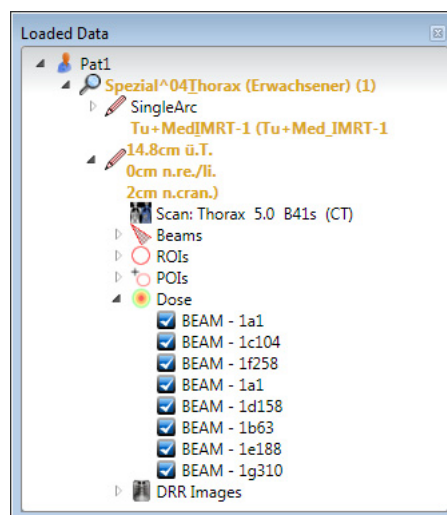 Loaded Data
Pat1
Spezial^04Thorax (Erwachsener) (1)
SingleArc
Tu+MedIMRT-1 (Tu+Med_IMRT-1
14.8cm ü.T.
0cm n.re./li.
2cm n.cran.)
Scan: Thorax 5.0 B41s (CT)
Beams
ROIs
POIs
Dose
BEAM - 1a1
BEAM - 1c104
BEAM - 1f258
BEAM - 1a1
BEAM - 1d158
BEAM - 1b63
BEAM - 1e188
BEAM - 1g310
DRR Images